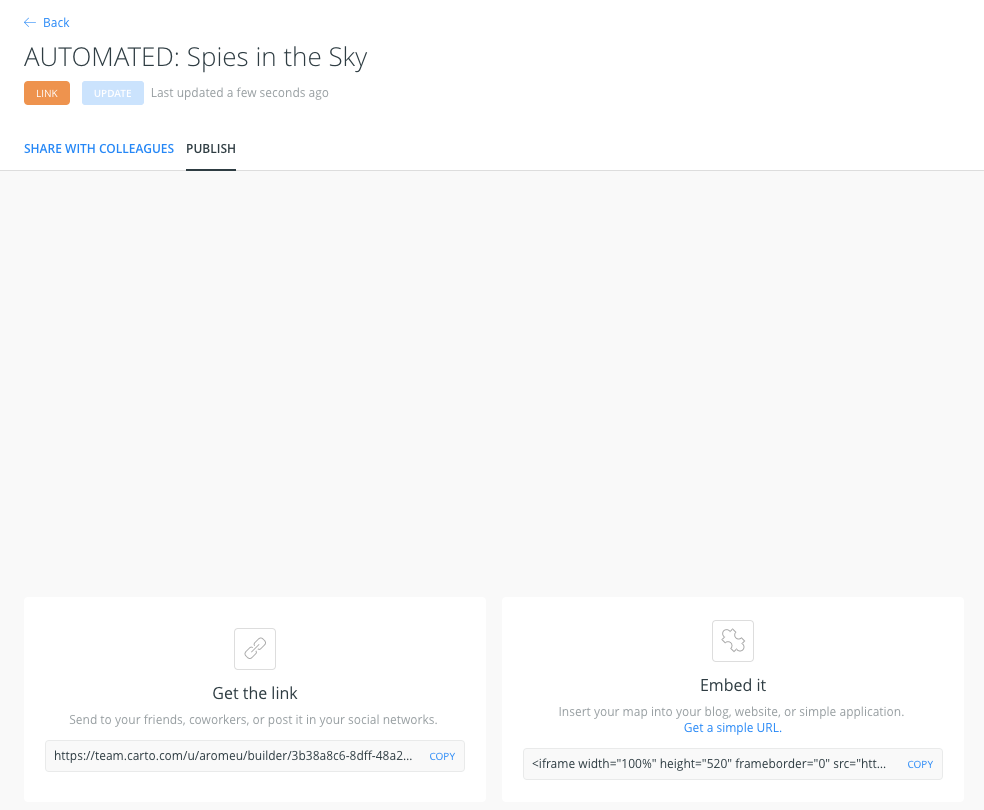 Back
AUTOMATED: Spies in the Sky
LINK UPDATE Last updated a few seconds ago
SHARE WITH COLLEAGUES PUBLISH
Get the link
Send to your friends, coworkers, or post it in your social networks.
https://team.carto.com/u/aromeu/builder/3b38a8c6-8dff-48a2... COPY
Embed it
Insert your map into your blog, website, or simple application.
Get a simple URL.
<iframe width="100%" height="520" frameborder="0" src="htt... COPY